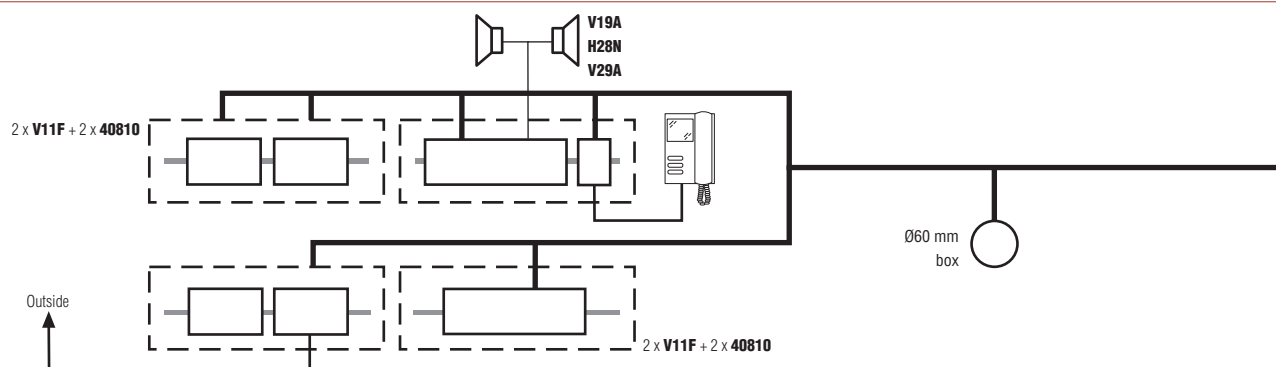 V19A
H28N
V29A
2 x V11F + 2 x 40810
Ø60 mm
box
Outside
2 x V11F + 2 x 40810